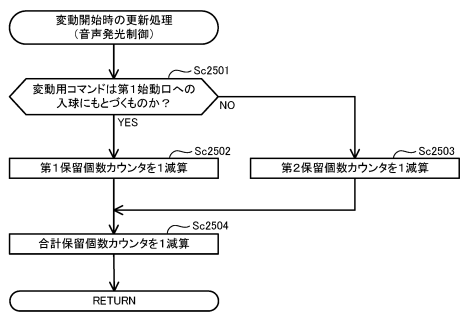 変動開始時の更新処理
（音声発光制御）
Sc2501
変動用コマンドは第1始動口への
入球にもとづくものか？
NO
YES
Sc2502
第1保留個数カウンタを1減算
Sc2503
第2保留個数カウンタを1減算
Sc2504
合計保留個数カウンタを1減算
RETURN